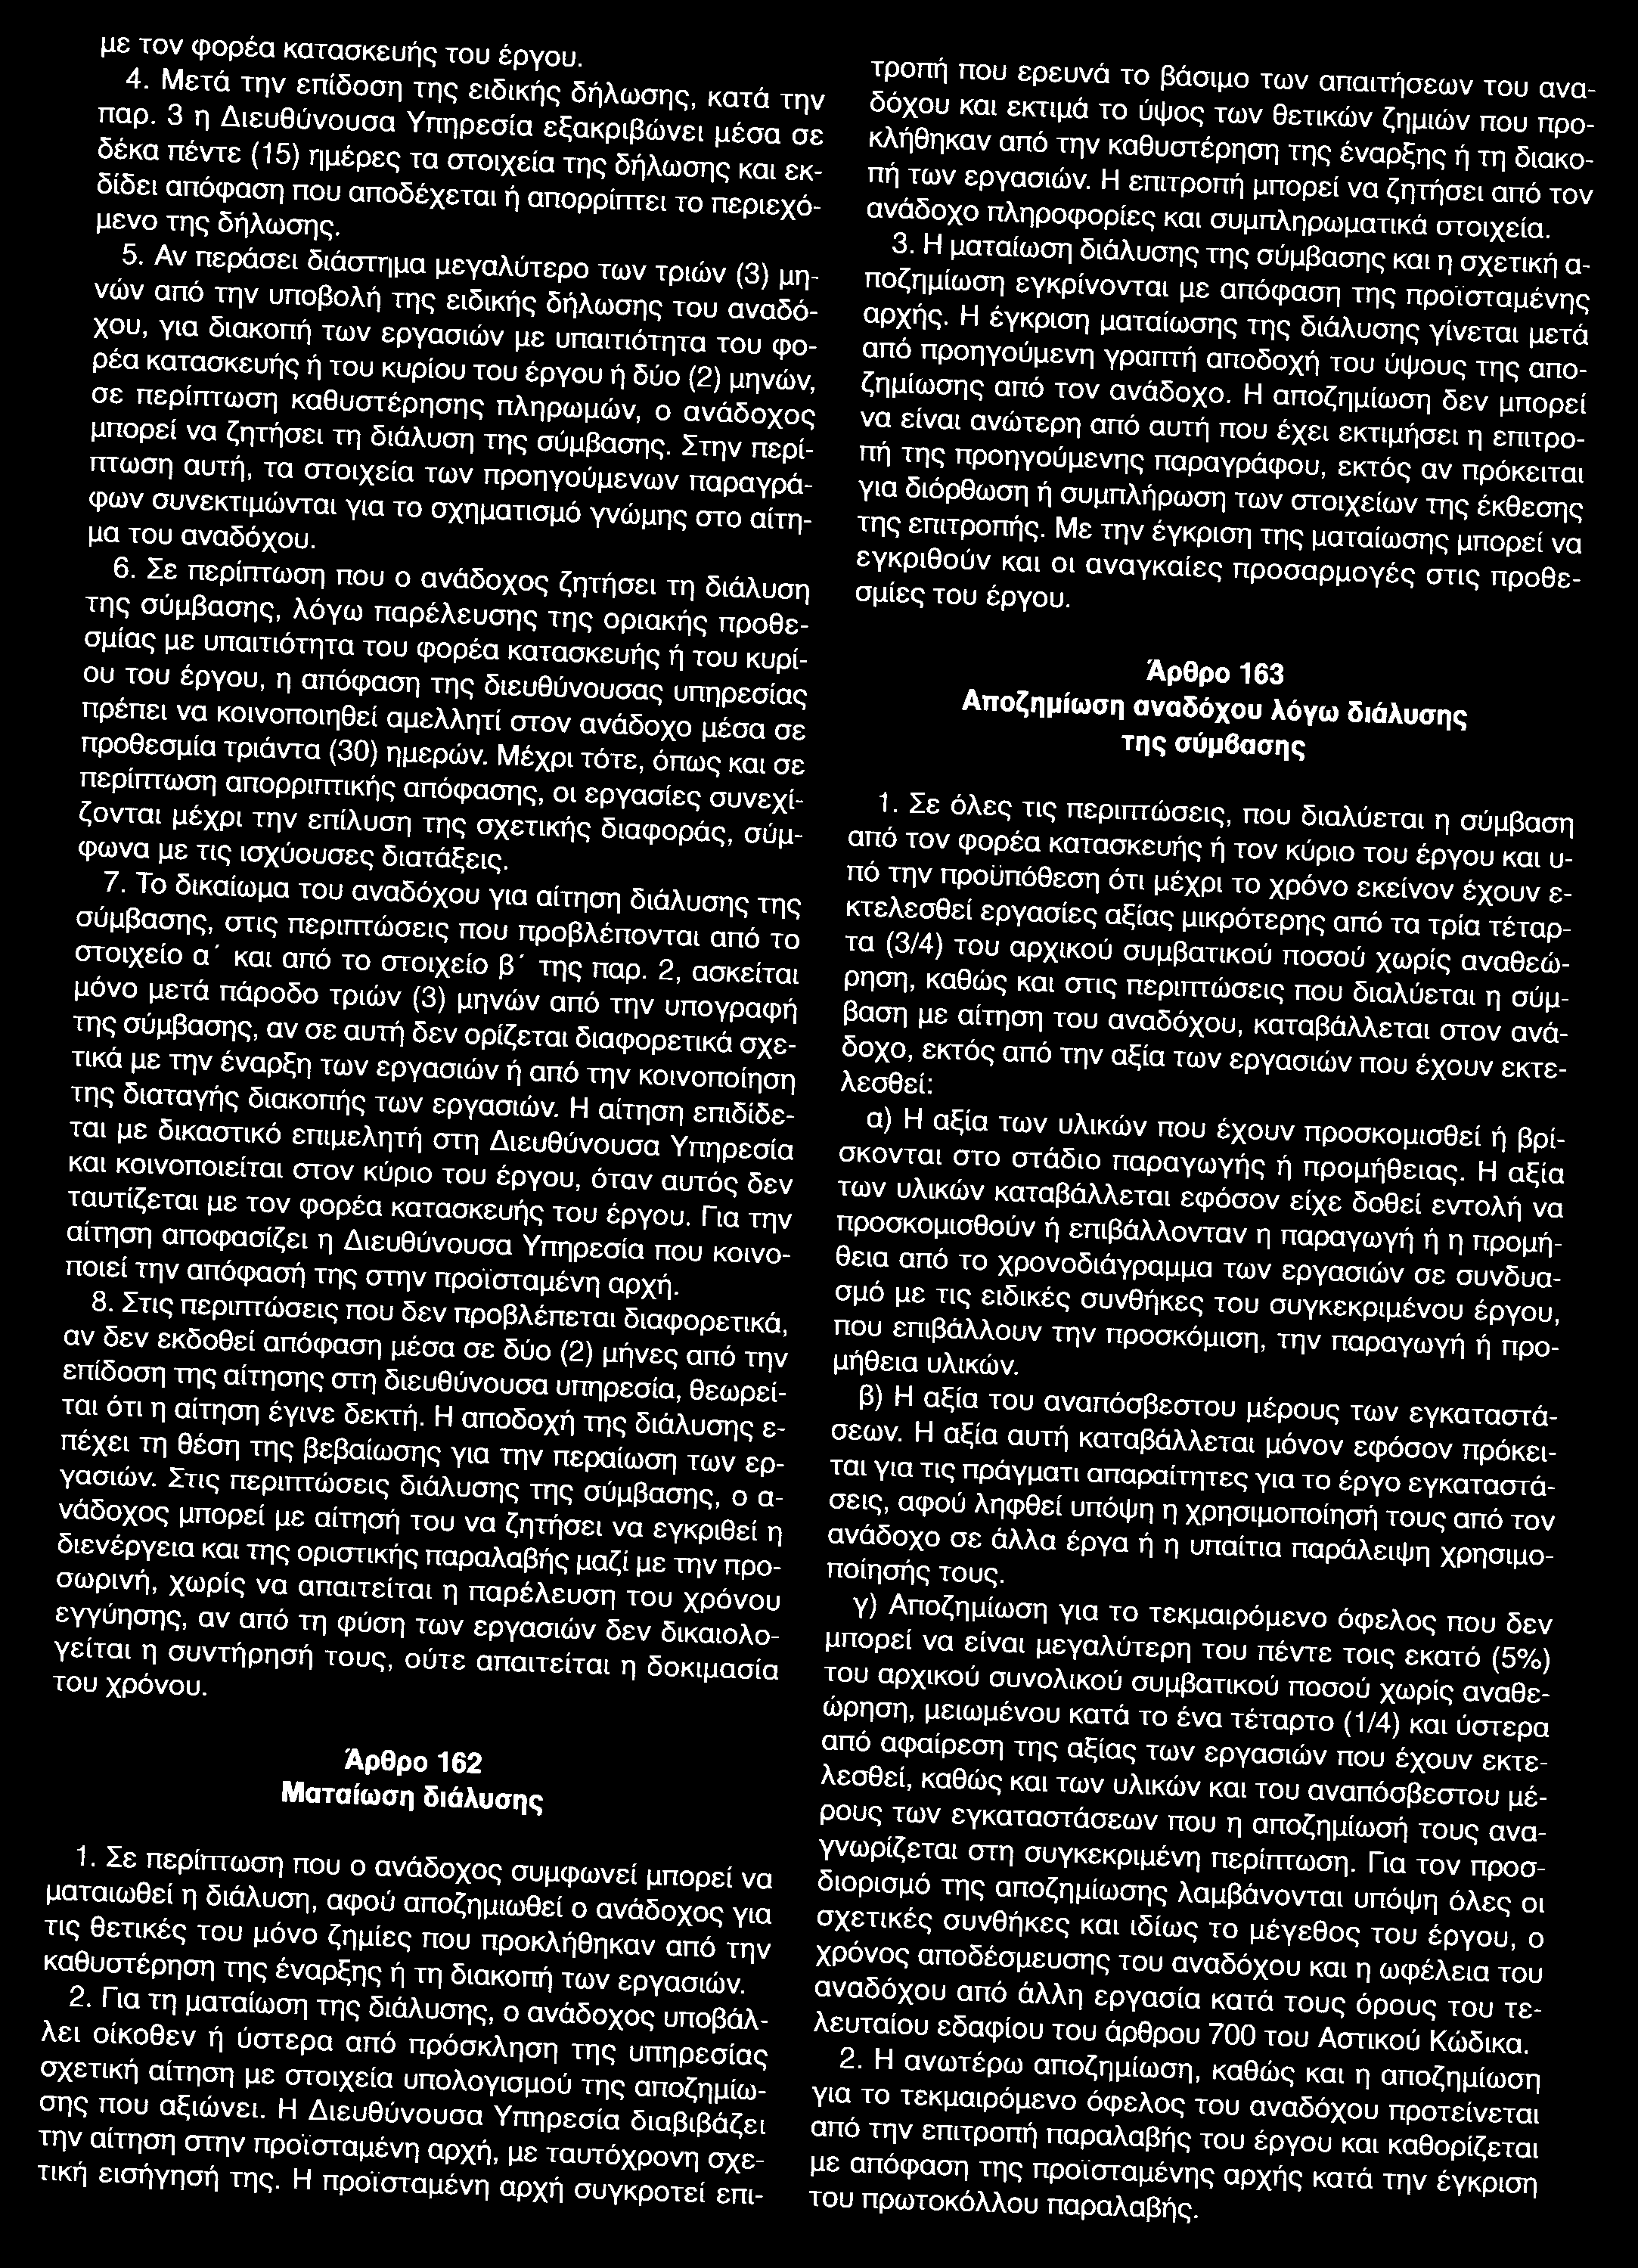 με τον φορέα κατασκευής του έργου.
4. Μετά την επίδοση της ειδικής δήλωσης, κατά την
παρ. 3 η Διευθύνουσα Υπηρεσία εξακριβώνει μέσα σε
δέκα πέντε (15) ημέρες τα στοιχεία της δήλωσης και εκ-
δίδει απόφαση που αποδέχεται ή απορρίπτει το περιεχό-
μενο της δήλωσης.
5. Αν περάσει διάστημα μεγαλύτερο των τριών (3) μη-
νών από την υποβολή της ειδικής δήλωσης του αναδό-
χου, για διακοπή των εργασιών με υπαιτιότητα του φο-
ρέα κατασκευής ή του κυρίου του έργου ή δύο (2) μηνών,
σε περίπτωση καθυστέρησης πληρωμών, ο ανάδοχος
μπορεί να ζητήσει τη διάλυση της σύμβασης. Στην περί-
πτωση αυτή, τα στοιχεία των προηγούμενων παραγρά-
φων συνεκτιμώνται για το σχηματισμό γνώμης στο αίτη-
μα του αναδόχου.
6. Σε περίπτωση που ο ανάδοχος ζητήσει τη διάλυση
της σύμβασης, λόγω παρέλευσης της οριακής προθε-
σμίας με υπαιτιότητα του φορέα κατασκευής ή του κυρί-
ου του έργου, η απόφαση της διευθύνουσας υπηρεσίας
πρέπει να κοινοποιηθεί αμελλητί στον ανάδοχο μέσα σε
προθεσμία τριάντα (30) ημερών. Μέχρι τότε, όπως και σε
περίπτωση απορριπτικής απόφασης, οι εργασίες συνεχί-
ζονται μέχρι την επίλυση της σχετικής διαφοράς, σύμ-
φωνα με τις ισχύουσες διατάξεις.
7. Το δικαίωμα του αναδόχου για αίτηση διάλυσης της
σύμβασης, στις περιπτώσεις που προβλέπονται από το
στοιχείο α΄ και από το στοιχείο β΄ της παρ. 2, ασκείται
μόνο μετά πάροδο τριών (3) μηνών από την υπογραφή
της σύμβασης, αν σε αυτή δεν ορίζεται διαφορετικά σχε-
τικά με την έναρξη των εργασιών ή από την κοινοποίηση
της διαταγής διακοπής των εργασιών. Η αίτηση επιδίδε-
ται με δικαστικό επιμελητή στη Διευθύνουσα Υπηρεσία
και κοινοποιείται στον κύριο του έργου, όταν αυτός δεν
ταυτίζεται με τον φορέα κατασκευής του έργου. Για την
αίτηση αποφασίζει η Διευθύνουσα Υπηρεσία που κοινο-
ποιεί την απόφασή της στην προϊσταμένη αρχή.
8. Στις περιπτώσεις που δεν προβλέπεται διαφορετικά,
αν δεν εκδοθεί απόφαση μέσα σε δύο (2) μήνες από την
επίδοση της αίτησης στη διευθύνουσα υπηρεσία, θεωρεί-
ται ότι η αίτηση έγινε δεκτή. Η αποδοχή της διάλυσης ε-
πέχει τη θέση της βεβαίωσης για την περαίωση των ερ-
γασιών. Στις περιπτώσεις διάλυσης της σύμβασης, ο α-
νάδοχος μπορεί με αίτησή του να ζητήσει να εγκριθεί η
διενέργεια και της οριστικής παραλαβής μαζί με την προ-
σωρινή, χωρίς να απαιτείται η παρέλευση του χρόνου
εγγύησης, αν από τη φύση των εργασιών δεν δικαιολο-
γείται η συντήρησή τους, ούτε απαιτείται η δοκιμασία
του χρόνου.
Άρθρο 162
Ματαίωση διάλυσης
1. Σε περίπτωση που ο ανάδοχος συμφωνεί μπορεί να
ματαιωθεί η διάλυση, αφού αποζημιωθεί ο ανάδοχος για
τις θετικές του μόνο ζημίες που προκλήθηκαν από την
καθυστέρηση της έναρξης ή τη διακοπή των εργασιών.
2. Για τη ματαίωση της διάλυσης, ο ανάδοχος υποβάλ-
λει οίκοθεν ή ύστερα από πρόσκληση της υπηρεσίας
σχετική αίτηση με στοιχεία υπολογισμού της αποζημίω-
σης που αξιώνει. Η Διευθύνουσα Υπηρεσία διαβιβάζει
την αίτηση στην προϊσταμένη αρχή, με ταυτόχρονη σχε-
τική εισήγησή της. Η προϊσταμένη αρχή συγκροτεί επι-
τροπή που ερευνά το βάσιμο των απαιτήσεων του ανα-
δόχου και εκτιμά το ύψος των θετικών ζημιών που προ-
κλήθηκαν από την καθυστέρηση της έναρξης ή τη διακο-
πή των εργασιών. Η επιτροπή μπορεί να ζητήσει από τον
ανάδοχο πληροφορίες και συμπληρωματικά στοιχεία.
3. Η ματαίωση διάλυσης της σύμβασης και η σχετική α-
ποζημίωση εγκρίνονται με απόφαση της προϊσταμένης
αρχής. Η έγκριση ματαίωσης της διάλυσης γίνεται μετά
από προηγούμενη γραπτή αποδοχή του ύψους της απο-
ζημίωσης από τον ανάδοχο. Η αποζημίωση δεν μπορεί
να είναι ανώτερη από αυτή που έχει εκτιμήσει η επιτρο-
πή της προηγούμενης παραγράφου, εκτός αν πρόκειται
για διόρθωση ή συμπλήρωση των στοιχείων της έκθεσης
της επιτροπής. Με την έγκριση της ματαίωσης μπορεί να
εγκριθούν και οι αναγκαίες προσαρμογές στις προθε-
σμίες του έργου.
Άρθρο 163
Αποζημίωση αναδόχου λόγω διάλυσης
της σύμβασης
1. Σε όλες τις περιπτώσεις, που διαλύεται η σύμβαση
από τον φορέα κατασκευής ή τον κύριο του έργου και υ-
πό την προϋπόθεση ότι μέχρι το χρόνο εκείνον έχουν ε-
κτελεσθεί εργασίες αξίας μικρότερης από τα τρία τέταρ-
τα (3/4) του αρχικού συμβατικού ποσού χωρίς αναθεώ-
ρηση, καθώς και στις περιπτώσεις που διαλύεται η σύμ-
βαση με αίτηση του αναδόχου, καταβάλλεται στον ανά-
δοχο, εκτός από την αξία των εργασιών που έχουν εκτε-
λεσθεί:
α) Η αξία των υλικών που έχουν προσκομισθεί ή βρί-
σκονται στο στάδιο παραγωγής ή προμήθειας. Η αξία
των υλικών καταβάλλεται εφόσον είχε δοθεί εντολή να
προσκομισθούν ή επιβάλλονταν η παραγωγή ή η προμή-
θεια από το χρονοδιάγραμμα των εργασιών σε συνδυα-
σμό με τις ειδικές συνθήκες του συγκεκριμένου έργου,
που επιβάλλουν την προσκόμιση, την παραγωγή ή προ-
μήθεια υλικών.
β) Η αξία του αναπόσβεστου μέρους των εγκαταστά-
σεων. Η αξία αυτή καταβάλλεται μόνον εφόσον πρόκει-
ται για τις πράγματι απαραίτητες για το έργο εγκαταστά-
σεις, αφού ληφθεί υπόψη η χρησιμοποίησή τους από τον
ανάδοχο σε άλλα έργα ή η υπαίτια παράλειψη χρησιμο-
ποίησής τους.
γ) Αποζημίωση για το τεκμαιρόμενο όφελος που δεν
μπορεί να είναι μεγαλύτερη του πέντε τοις εκατό (5%)
του αρχικού συνολικού συμβατικού ποσού χωρίς αναθε-
ώρηση, μειωμένου κατά το ένα τέταρτο (1/4) και ύστερα
από αφαίρεση της αξίας των εργασιών που έχουν εκτε-
λεσθεί, καθώς και των υλικών και του αναπόσβεστου μέ-
ρους των εγκαταστάσεων που η αποζημίωσή τους ανα-
γνωρίζεται στη συγκεκριμένη περίπτωση. Για τον προσ-
διορισμό της αποζημίωσης λαμβάνονται υπόψη όλες οι
σχετικές συνθήκες και ιδίως το μέγεθος του έργου, ο
χρόνος αποδέσμευσης του αναδόχου και η ωφέλεια του
αναδόχου από άλλη εργασία κατά τους όρους του τε-
λευταίου εδαφίου του άρθρου 700 του Αστικού Κώδικα.
2. Η ανωτέρω αποζημίωση, καθώς και η αποζημίωση
για το τεκμαιρόμενο όφελος του αναδόχου προτείνεται
από την επιτροπή παραλαβής του έργου και καθορίζεται
με απόφαση της προϊσταμένης αρχής κατά την έγκριση
του πρωτοκόλλου παραλαβής.